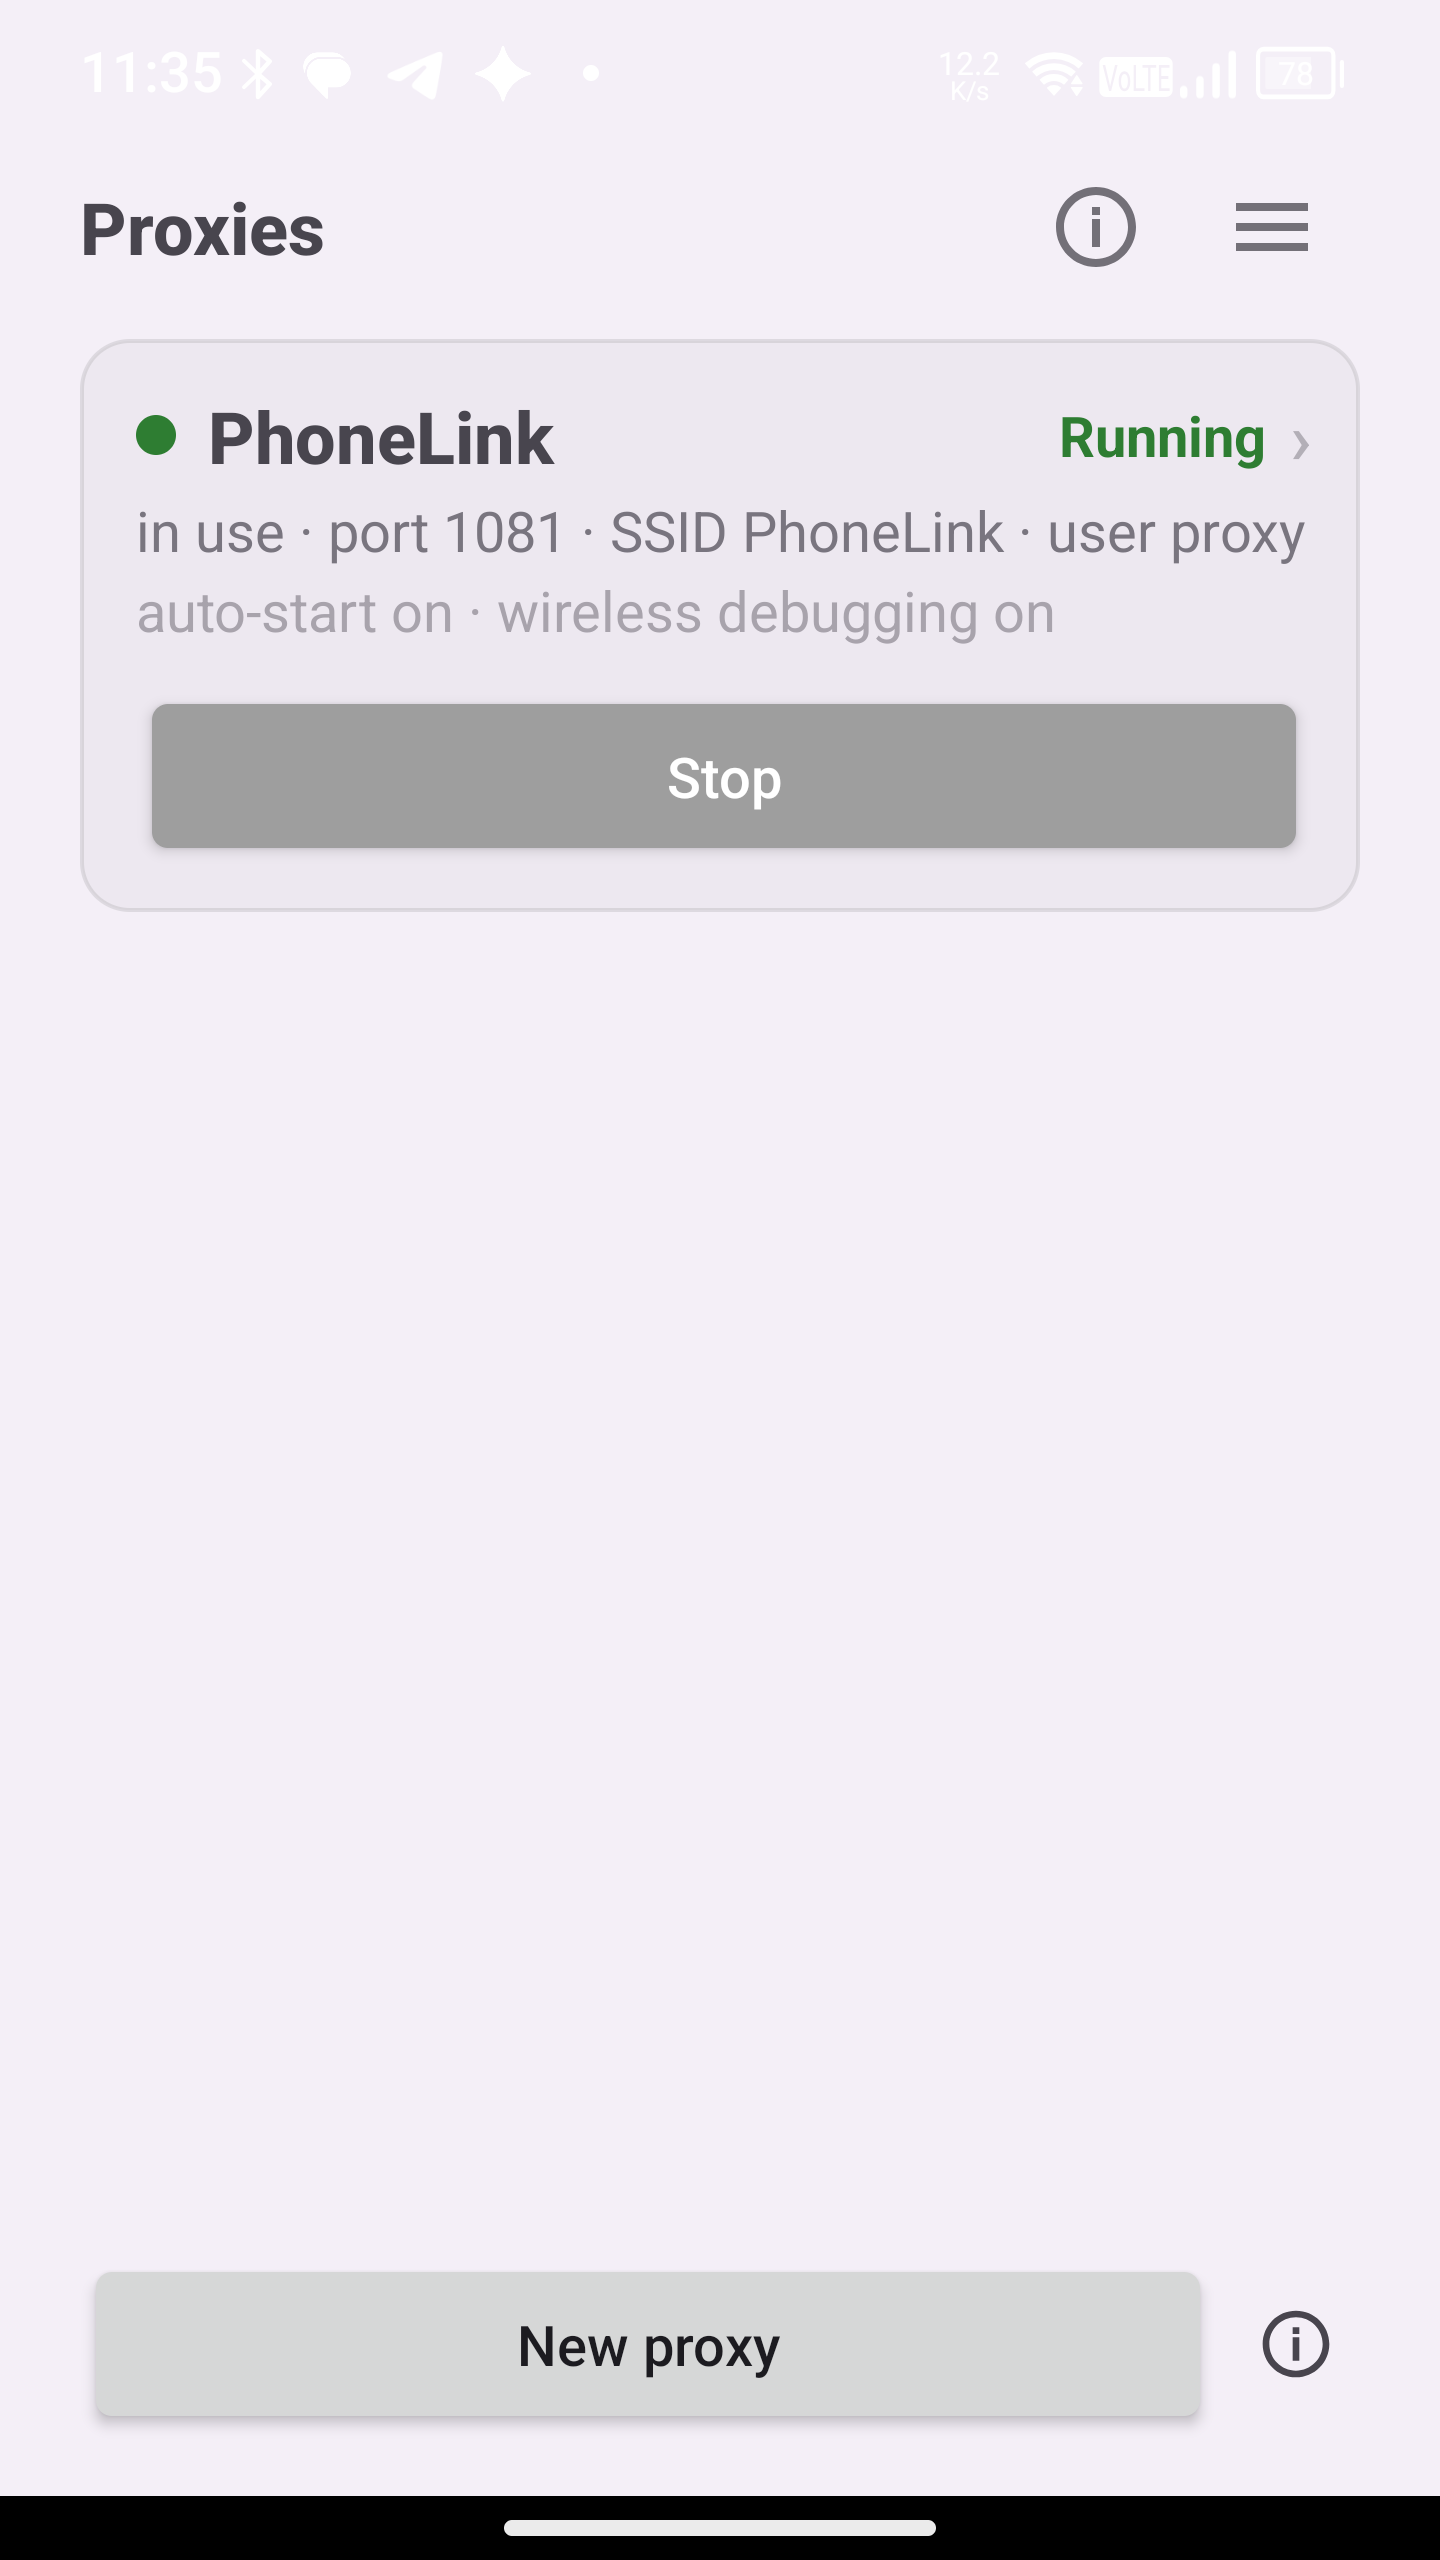 11:35
12.2
K/s
VoLTE
78
Proxies
PhoneLink
Running ›
in use · port 1081 · SSID PhoneLink · user proxy
auto-start on · wireless debugging on
Stop
New proxy